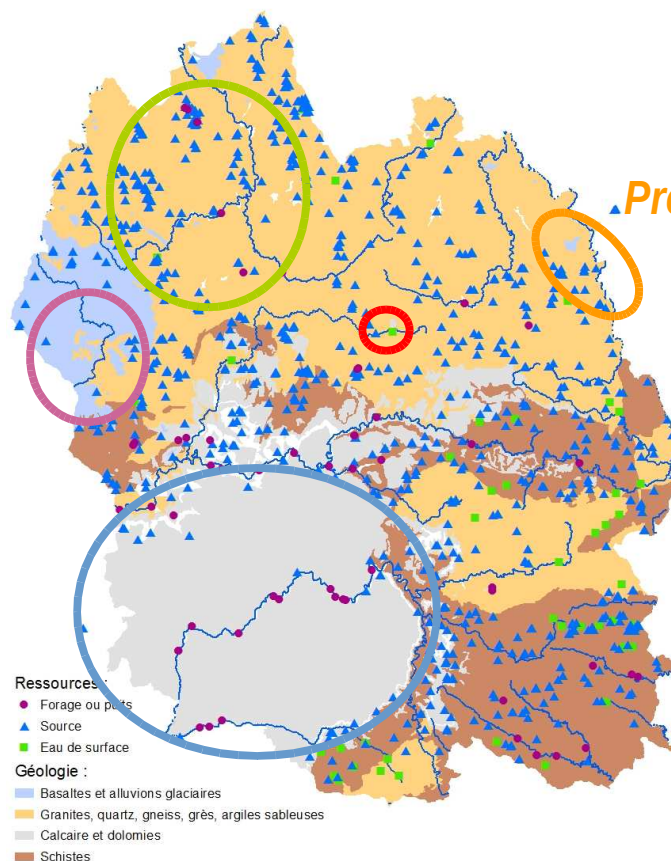 Pr
Ressources :
Forage ou puits
Source
Eau de surface
Géologie :
Basaltes et alluvions glaciaires
Granites, quartz, gneiss, grès, argiles sableuses
Calcaire et dolomies
Schistes